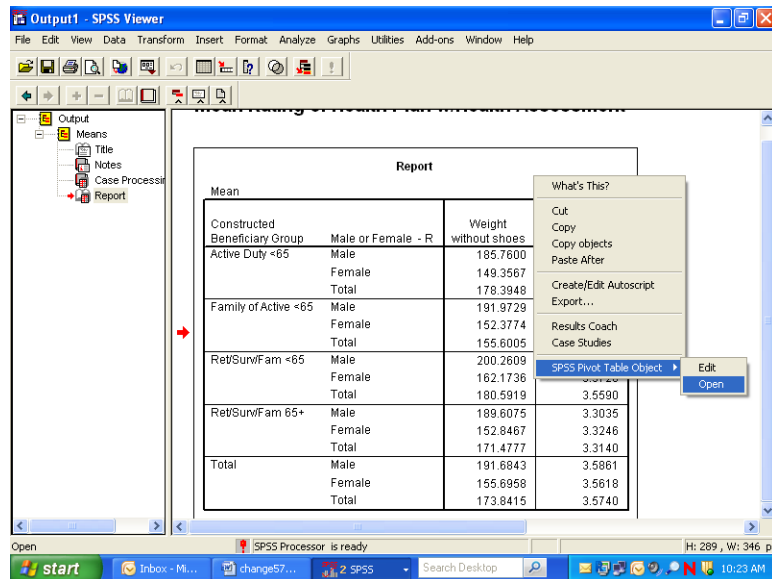 Output1 - SPSS Viewer
File Edit View Data Transform Insert Format Analyze Graphs Utilities Add-ons Window Help
Output
Means
Title
Notes
Case Processin
Report
Report
Mean
Constructed Beneficiary Group Male or Female - R Weight without shoes
Active Duty <65 Male 185.7600
Female 149.3567
Total 178.3948
Family of Active <65 Male 191.9729
Female 152.3774
Total 155.6005
Ret/Surv/Fam <65 Male 200.2609
Female 162.1736
Total 180.5919 3.5590
Ret/Surv/Fam 65+ Male 189.6075 3.3035
Female 152.8467 3.3246
Total 171.4777 3.3140
Total Male 191.6843 3.5861
Female 155.6958 3.5618
Total 173.8415 3.5740
What's This?
Cut
Copy
Copy objects
Paste After
Create/Edit Autoscript
Export...
Results Coach
Case Studies
SPSS Pivot Table Object
Edit
Open
Open SPSS Processor is ready H: 289 , W: 346 p
start Inbox - Mi... change57... 2 SPSS Search Desktop 10:23 AM